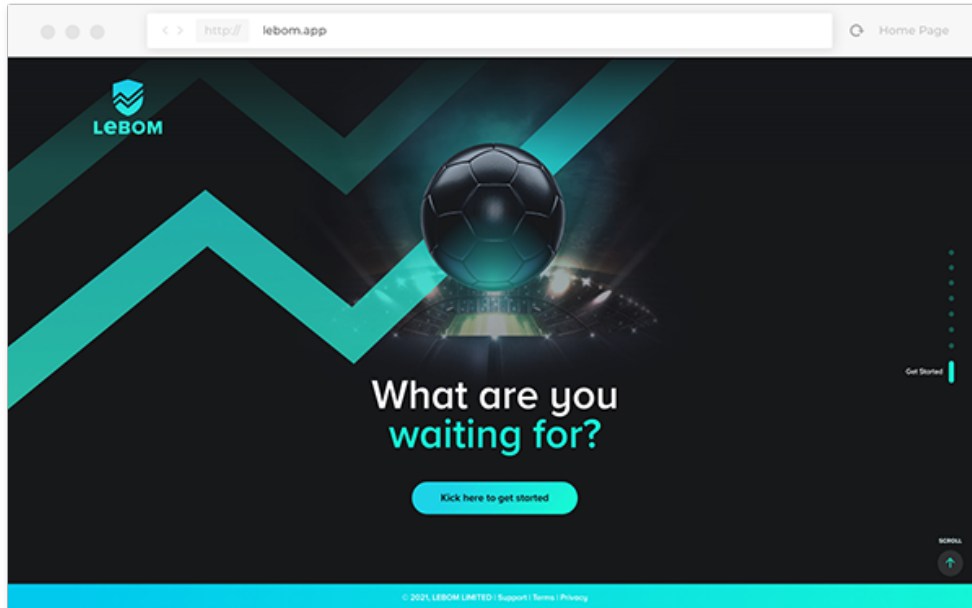 http://
lebom.app
Home Page
LeBOM
What are you
waiting for?
Kick here to get started
Get Started
SCROLL
© 2021, LEBOM LIMITED | Support | Terms | Privacy